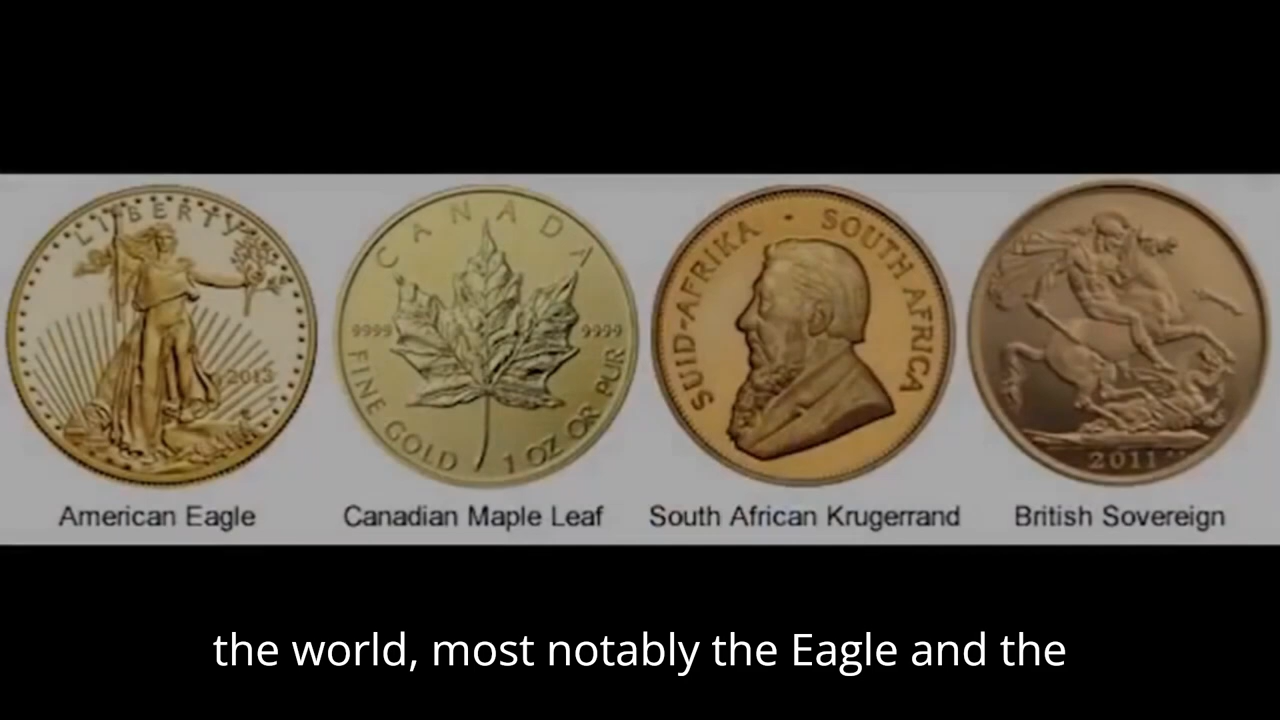 LIBERTY
2013
CANADA
9999 9999
FINE GOLD 1 OZ OR PUR
SUID-AFRIKA · SOUTH AFRICA
2011
American Eagle
Canadian Maple Leaf
South African Krugerrand
British Sovereign
the world, most notably the Eagle and the